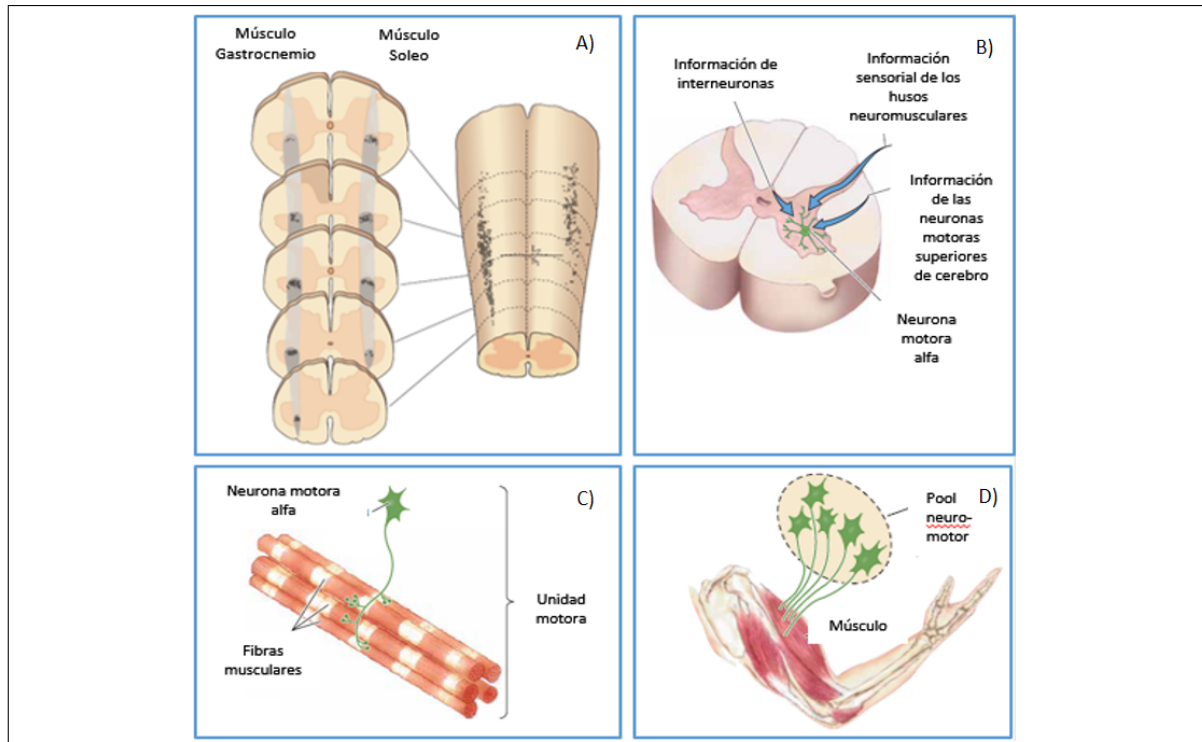 Músculo
Gastrocnemio
Músculo
Soleo
A)
Información de
interneuronas
Información
sensorial de los
husos
neuromusculares
B)
Información
de las
neuronas
motoras
superiores
de cerebro
Neurona
motora
alfa
Neurona motora
alfa
C)
Fibras
musculares
Unidad
motora
D)
Pool
neuro-
motor
Músculo